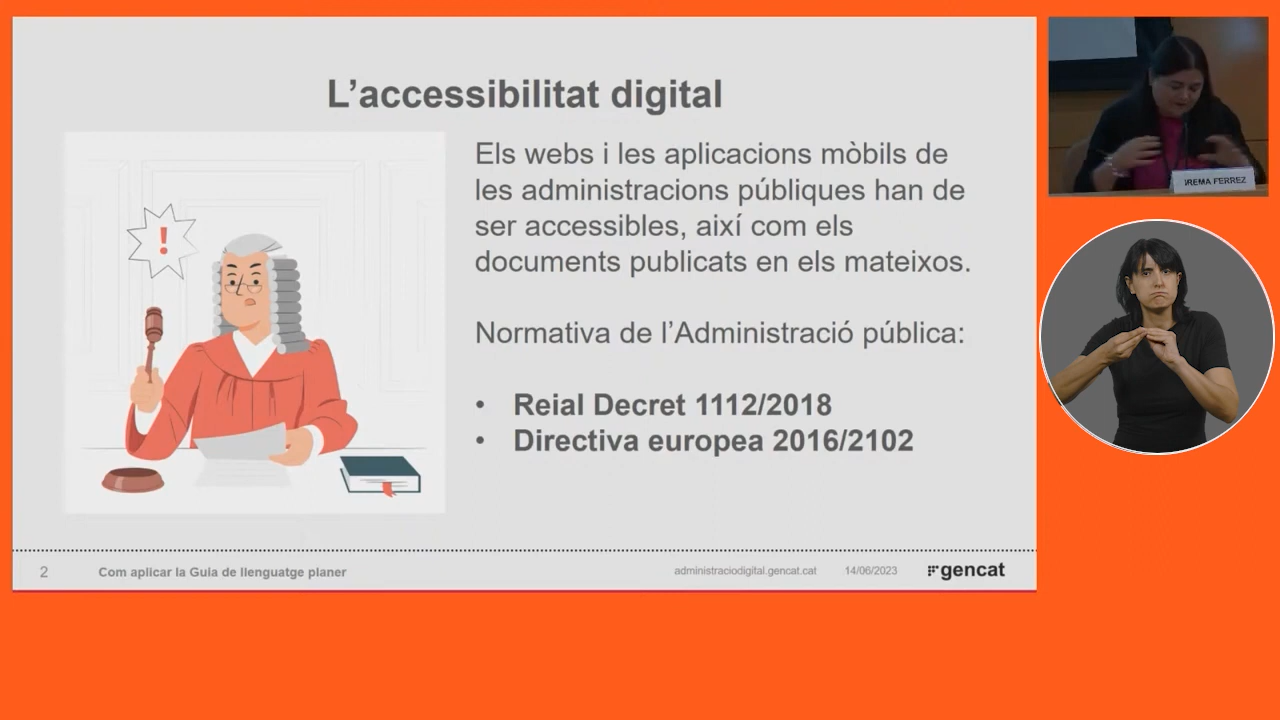 L’accessibilitat digital
!
Els webs i les aplicacions mòbils de
les administracions públiques han de
ser accessibles, així com els
documents publicats en els mateixos.
Normativa de l’Administració pública:
• Reial Decret 1112/2018
• Directiva europea 2016/2102
2
Com aplicar la Guia de llenguatge planer
administraciodigital.gencat.cat
14/06/2023
gencat
IREMA FERREZ